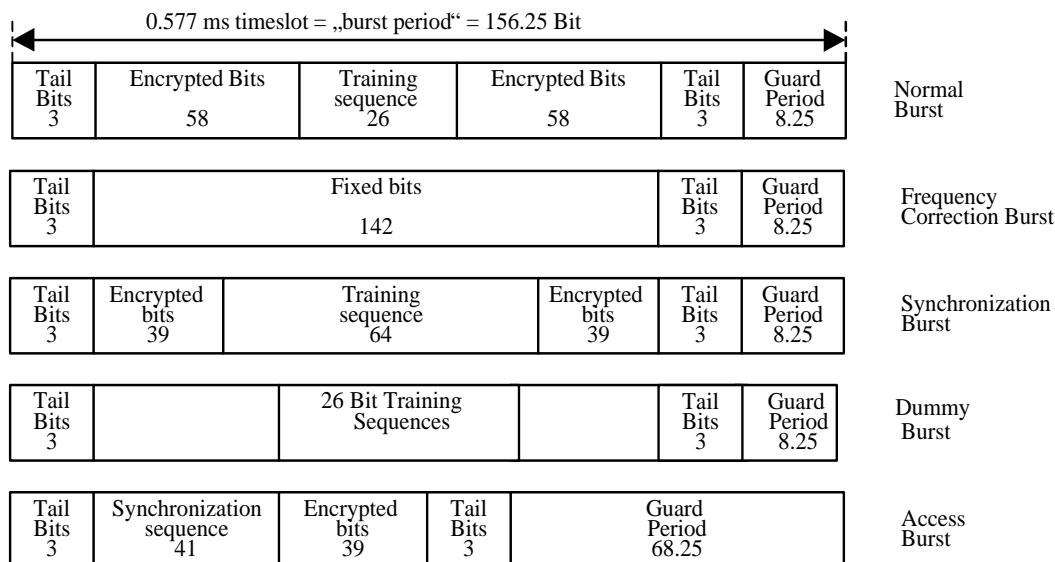 0.577 ms timeslot = „burst period“ = 156.25 Bit
Tail Bits 3
Encrypted Bits 58
Training sequence 26
Encrypted Bits 58
Tail Bits 3
Guard Period 8.25
Normal Burst
Tail Bits 3
Fixed bits 142
Tail Bits 3
Guard Period 8.25
Frequency Correction Burst
Tail Bits 3
Encrypted bits 39
Training sequence 64
Encrypted bits 39
Tail Bits 3
Guard Period 8.25
Synchronization Burst
Tail Bits 3
26 Bit Training Sequences
Tail Bits 3
Guard Period 8.25
Dummy Burst
Tail Bits 3
Synchronization sequence 41
Encrypted bits 39
Tail Bits 3
Guard Period 68.25
Access Burst